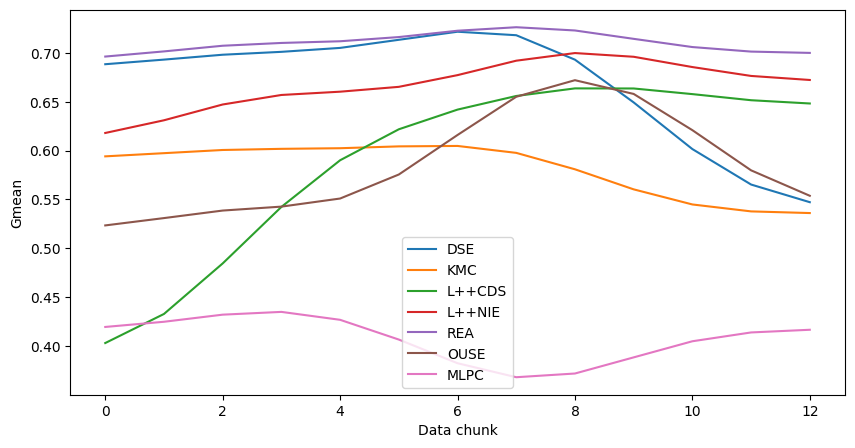 Gmean
0.70
0.65
0.60
0.55
0.50
0.45
0.40
DSE
KMC
L++CDS
L++NIE
REA
OUSE
MLPC
0 2 4 6 8 10 12
Data chunk